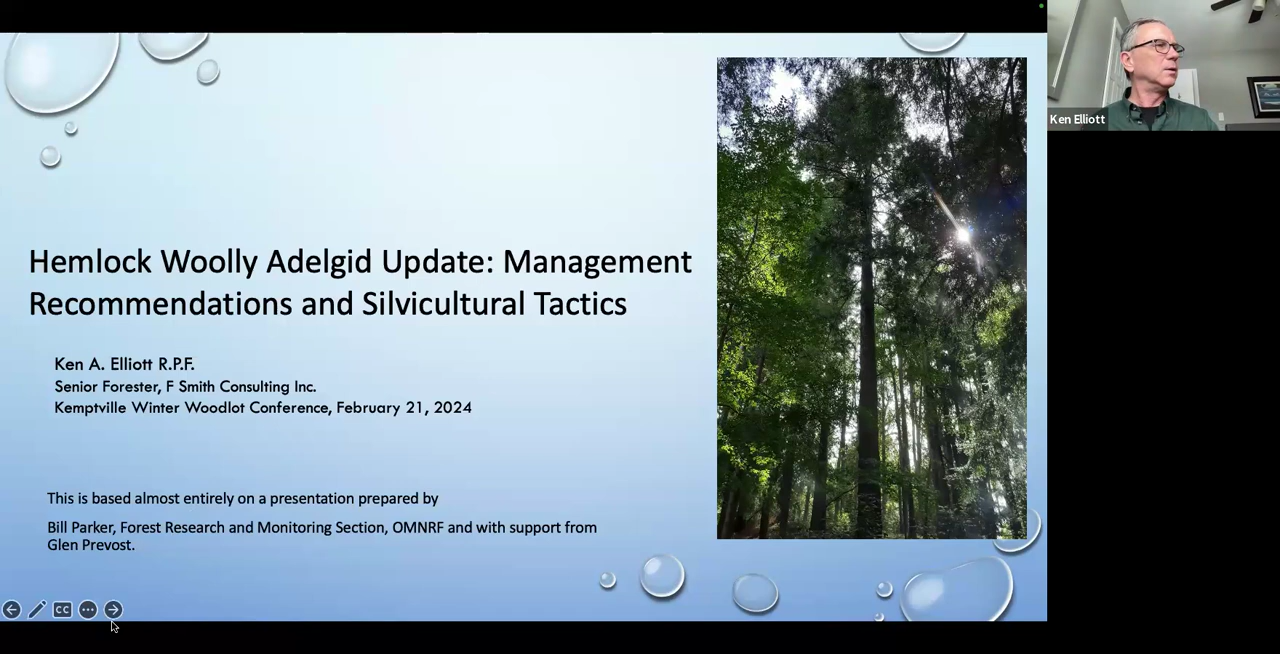 Hemlock Woolly Adelgid Update: Management
Recommendations and Silvicultural Tactics
Ken A. Elliott R.P.F.
Senior Forester, F Smith Consulting Inc.
Kemptville Winter Woodlot Conference, February 21, 2024
This is based almost entirely on a presentation prepared by
Bill Parker, Forest Research and Monitoring Section, OMNRF and with support from
Glen Prevost.
CC
Ken Elliott